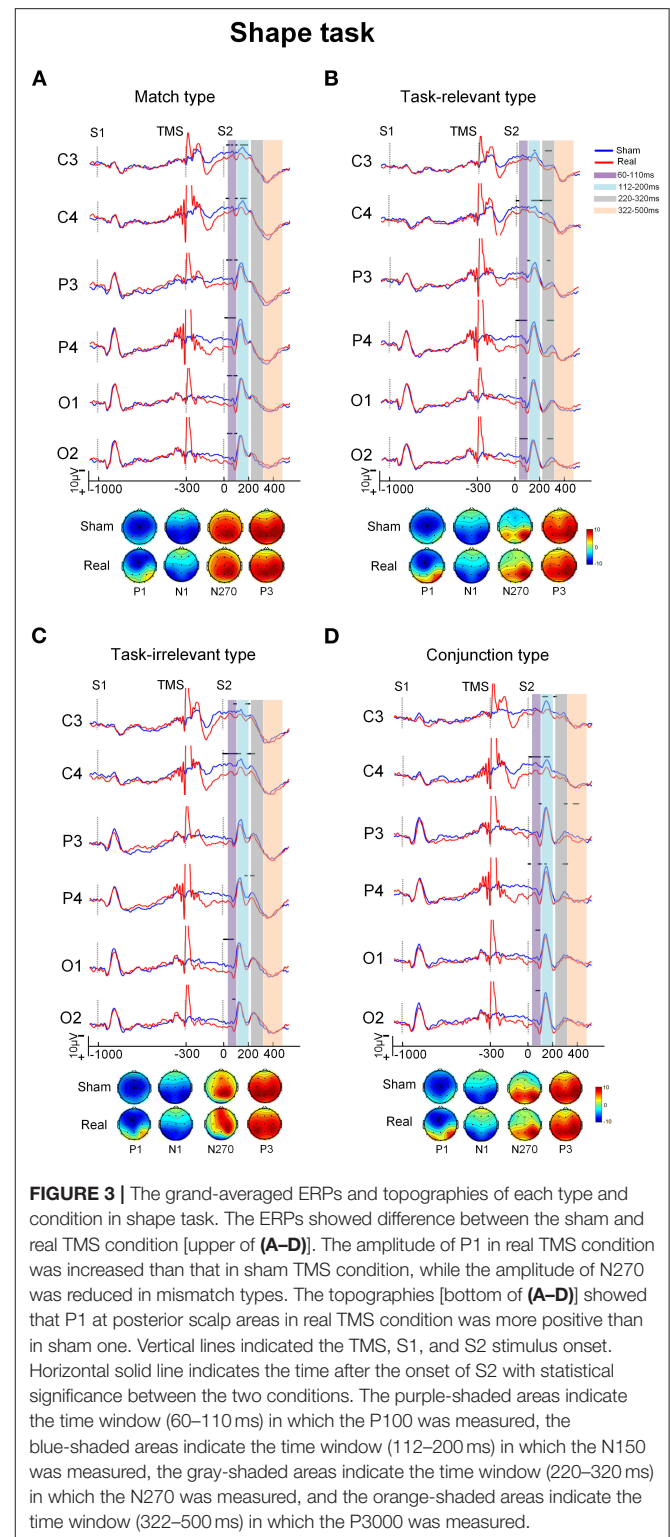 Shape task
A
Match type
S1 TMS S2
C3
C4
P3
P4
O1
O2
10μV
- +
-1000 -300 0 200 400
Sham
Real
P1 N1 N270 P3
B
Task-relevant type
S1 TMS S2
C3
C4
P3
P4
O1
O2
10μV
- +
-1000 -300 0 200 400
Sham
Real
P1 N1 N270 P3
10
0
-10
Sham
Real
60-110ms
112-200ms
220-320ms
322-500ms
C
Task-irrelevant type
S1 TMS S2
C3
C4
P3
P4
O1
O2
10μV
- +
-1000 -300 0 200 400
Sham
Real
P1 N1 N270 P3
D
Conjunction type
S1 TMS S2
C3
C4
P3
P4
O1
O2
10μV
- +
-1000 -300 0 200 400
Sham
Real
P1 N1 N270 P3
10
0
-10
FIGURE 3 | The grand-averaged ERPs and topographies of each type and
condition in shape task. The ERPs showed difference between the sham and
real TMS condition [upper of (A–D)]. The amplitude of P1 in real TMS condition
was increased than that in sham TMS condition, while the amplitude of N270
was reduced in mismatch types. The topographies [bottom of (A–D)] showed
that P1 at posterior scalp areas in real TMS condition was more positive than
in sham one. Vertical lines indicated the TMS, S1, and S2 stimulus onset.
Horizontal solid line indicates the time after the onset of S2 with statistical
significance between the two conditions. The purple-shaded areas indicate
the time window (60–110 ms) in which the P100 was measured, the
blue-shaded areas indicate the time window (112–200 ms) in which the N150
was measured, the gray-shaded areas indicate the time window (220–320 ms)
in which the N270 was measured, and the orange-shaded areas indicate the
time window (322–500 ms) in which the P3000 was measured.